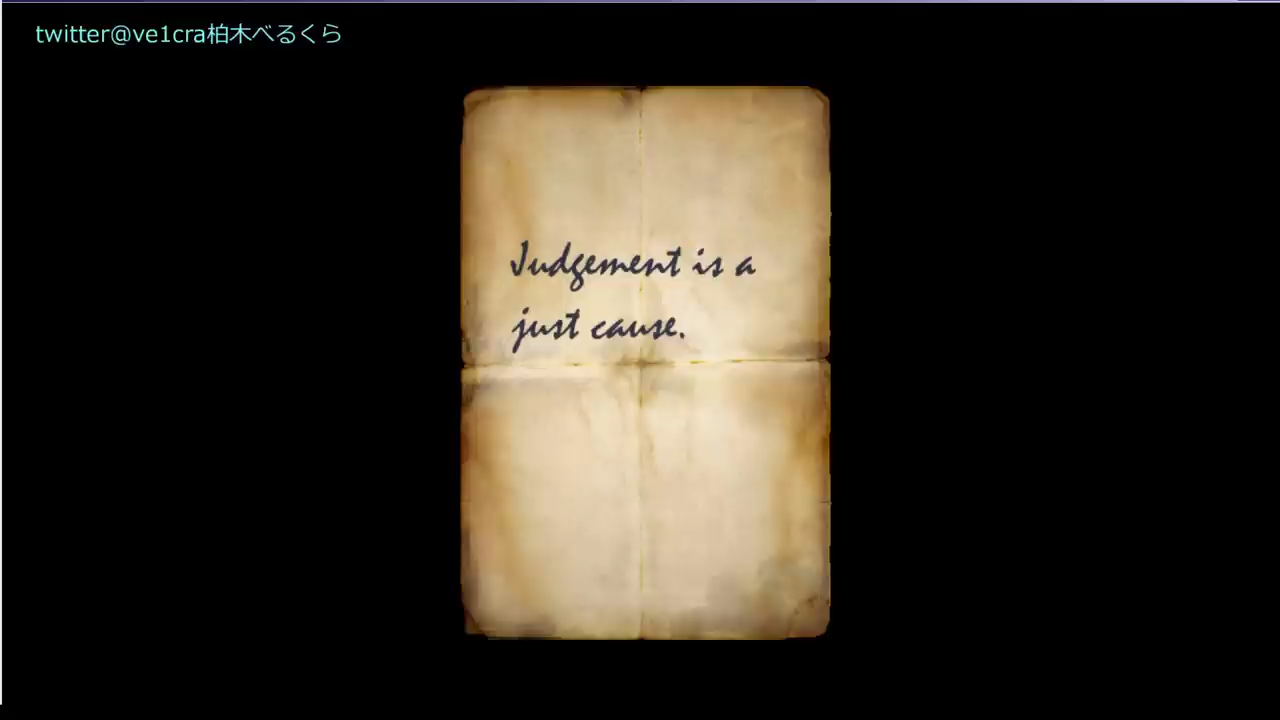 twitter@ve1cra柏木べるくら
Judgement is a
just cause.